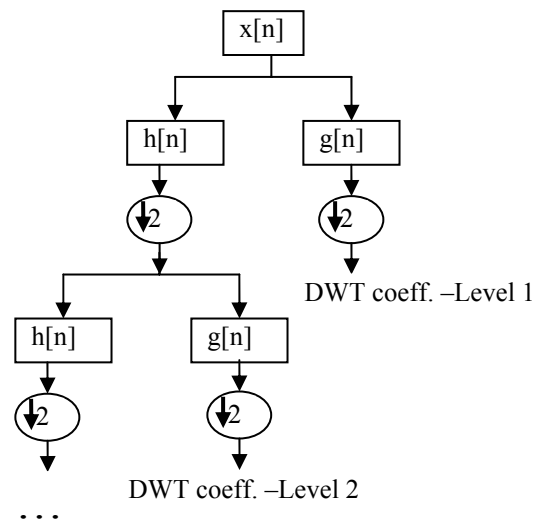 x[n]
h[n] g[n]
2 2
DWT coeff. –Level 1
h[n] g[n]
2 2
DWT coeff. –Level 2
. . .